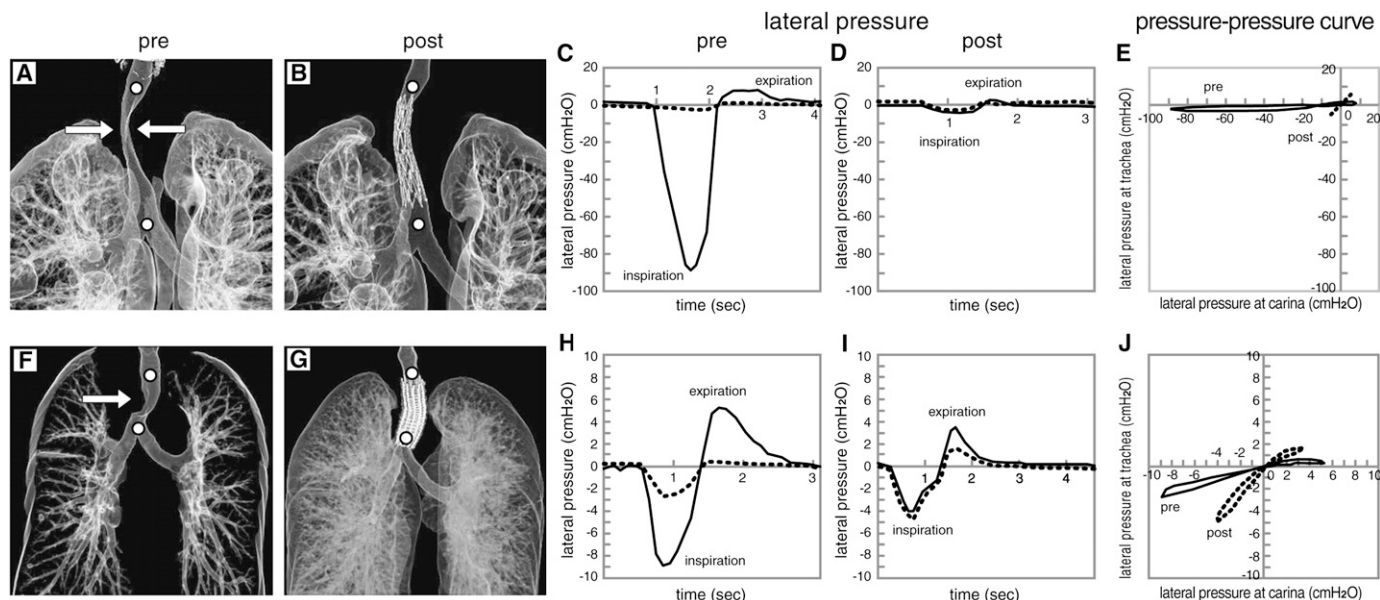 lateral pressure
pressure-pressure curve
pre
post
pre
post
A
B
C
20
0
-20
-40
-60
-80
-100
1
2
3
4
expiration
inspiration
lateral pressure (cmH2O)
time (sec)
D
20
0
-20
-40
-60
-80
-100
1
2
3
expiration
inspiration
lateral pressure (cmH2O)
time (sec)
E
20
0
-20
-40
-60
-80
-100
-100
-80
-60
-40
-20
0
20
pre
post
lateral pressure at trachea (cmH2O)
lateral pressure at carina (cmH2O)
F
G
H
10
8
6
4
2
0
-2
-4
-6
-8
-10
1
2
3
expiration
inspiration
lateral pressure (cmH2O)
time (sec)
I
10
8
6
4
2
0
-2
-4
-6
-8
-10
1
2
3
4
expiration
inspiration
lateral pressure (cmH2O)
time (sec)
J
10
8
6
4
2
0
-2
-4
-6
-8
-10
-10
-8
-6
-4
-2
0
2
4
6
8
10
pre
post
lateral pressure at trachea (cmH2O)
lateral pressure at carina (cmH2O)